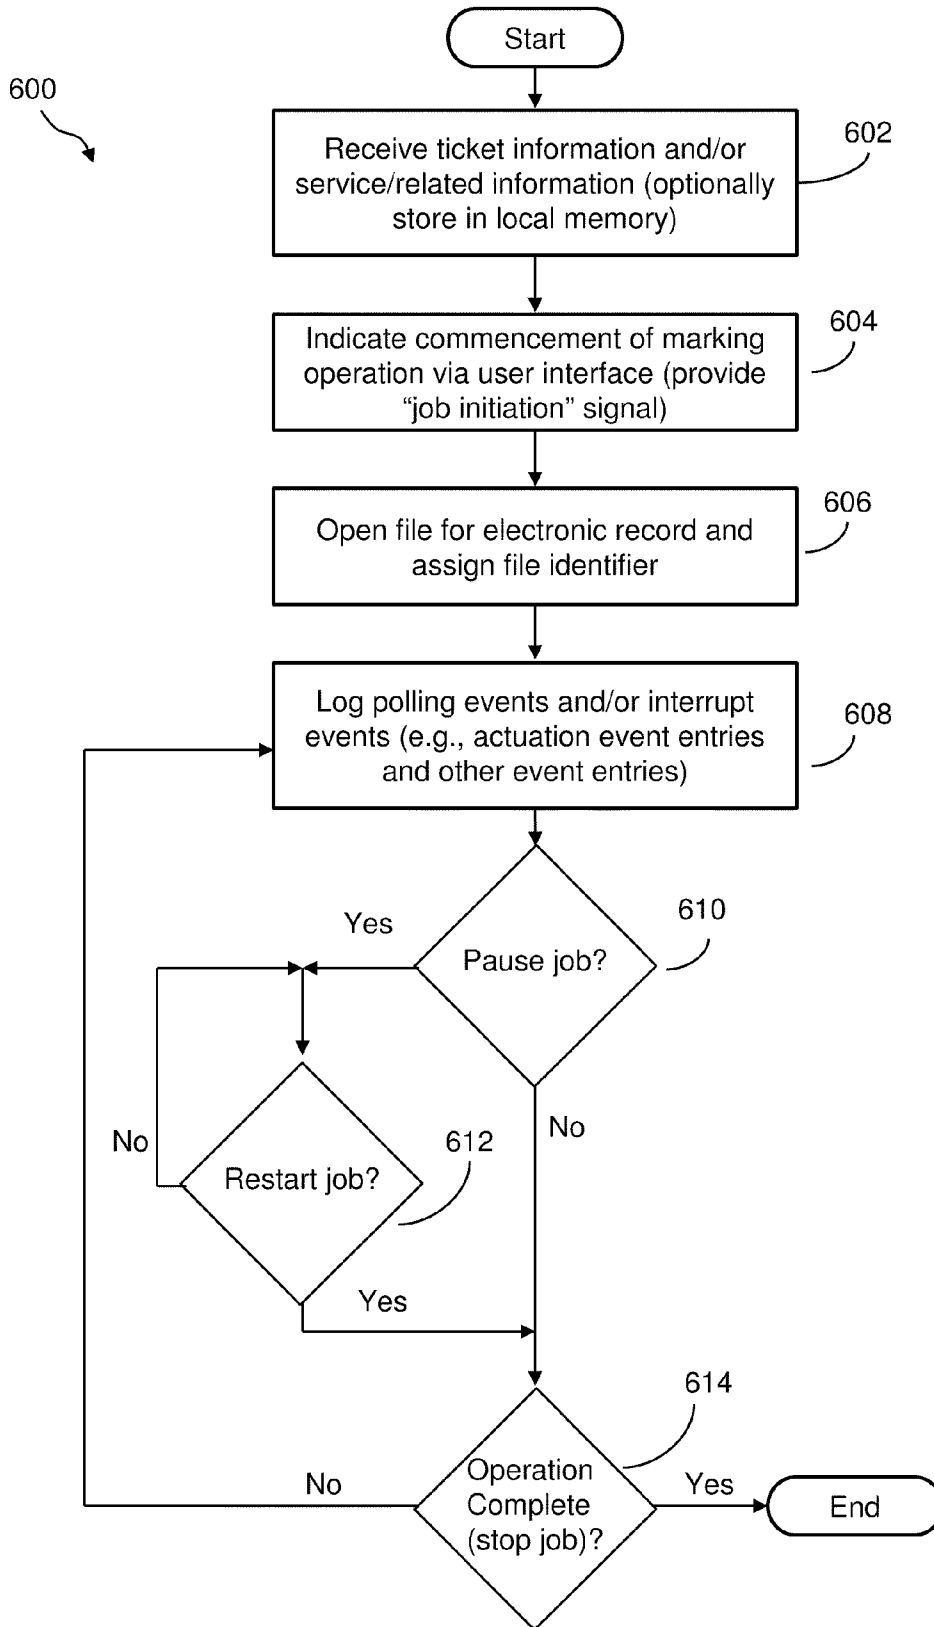 Start
600
Receive ticket information and/or
service/related information (optionally
store in local memory)
602
Indicate commencement of marking
operation via user interface (provide
“job initiation” signal)
604
Open file for electronic record and
assign file identifier
606
Log polling events and/or interrupt
events (e.g., actuation event entries
and other event entries)
608
Pause job?
610
Yes
No
Restart job?
612
No
Yes
Operation
Complete
(stop job)?
614
No
Yes
End